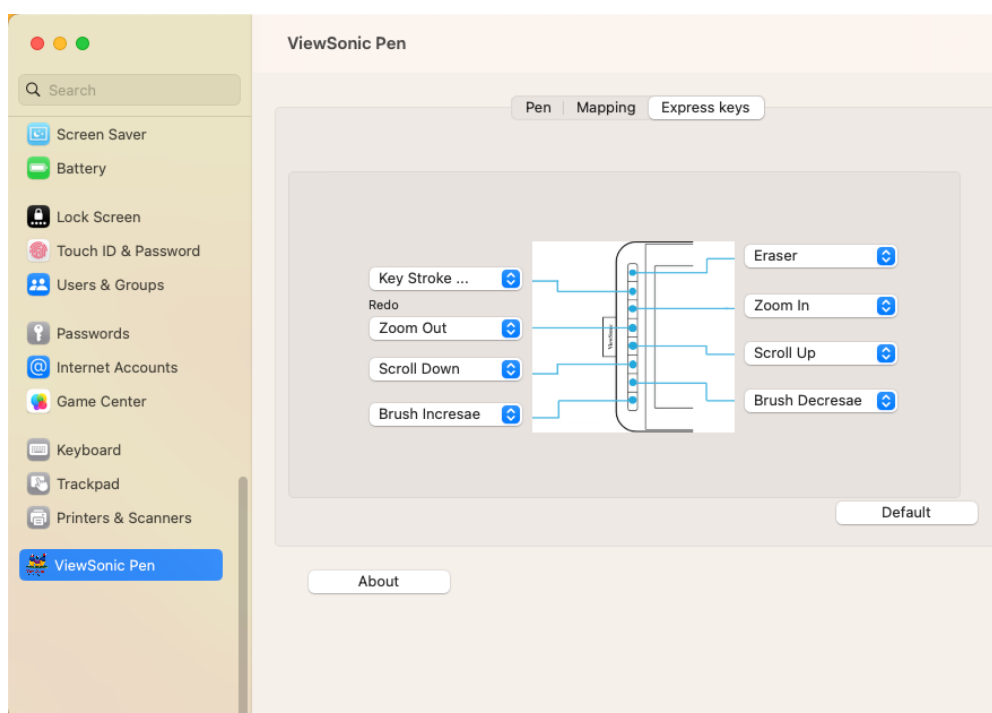 ViewSonic Pen
Search
Screen Saver
Battery
Lock Screen
Touch ID & Password
Users & Groups
Passwords
Internet Accounts
Game Center
Keyboard
Trackpad
Printers & Scanners
ViewSonic Pen
Pen Mapping Express keys
Key Stroke ...
Redo
Zoom Out
Scroll Down
Brush Incresae
ViewSonic
Eraser
Zoom In
Scroll Up
Brush Decresae
Default
About